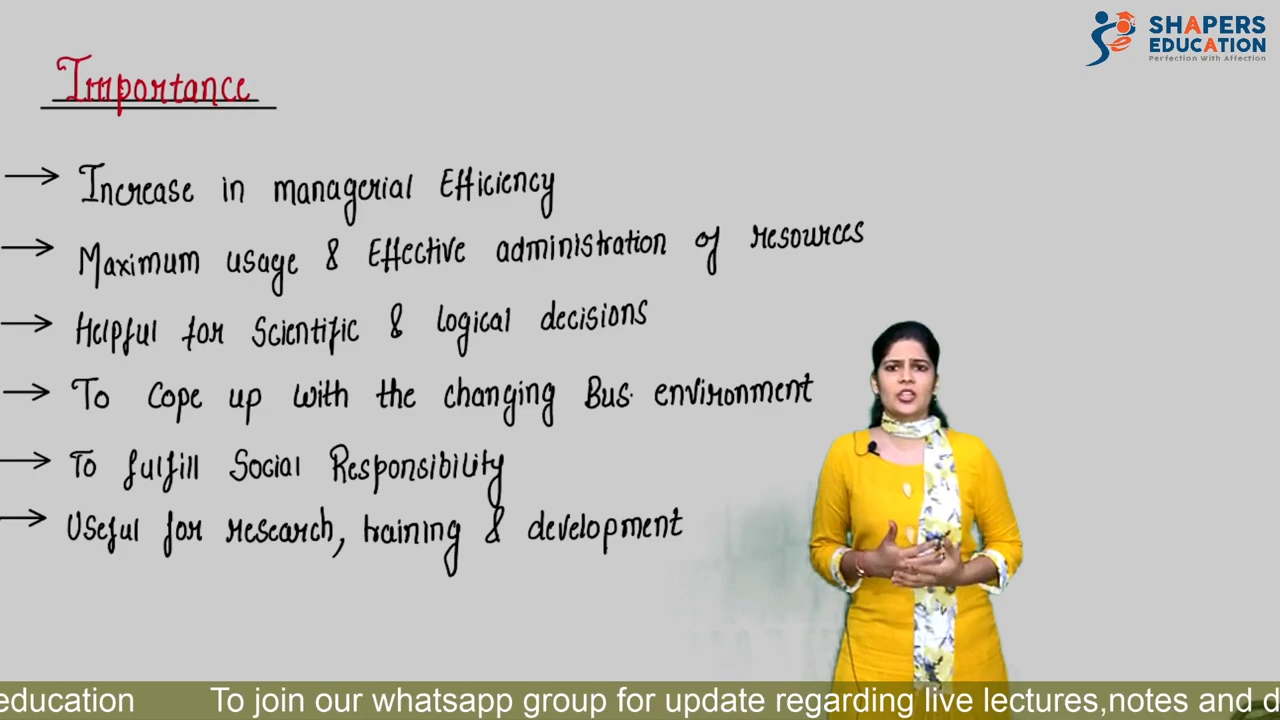 SHAPERS
EDUCATION
Perfection With Affection
Importance
→ Increase in managerial Efficiency
→ Maximum usage & Effective administration of resources
→ Helpful for Scientific & logical decisions
→ To Cope up with the changing Bus. environment
→ To fulfill Social Responsibility
→ Useful for research, training & development
education To join our whatsapp group for update regarding live lectures,notes and d